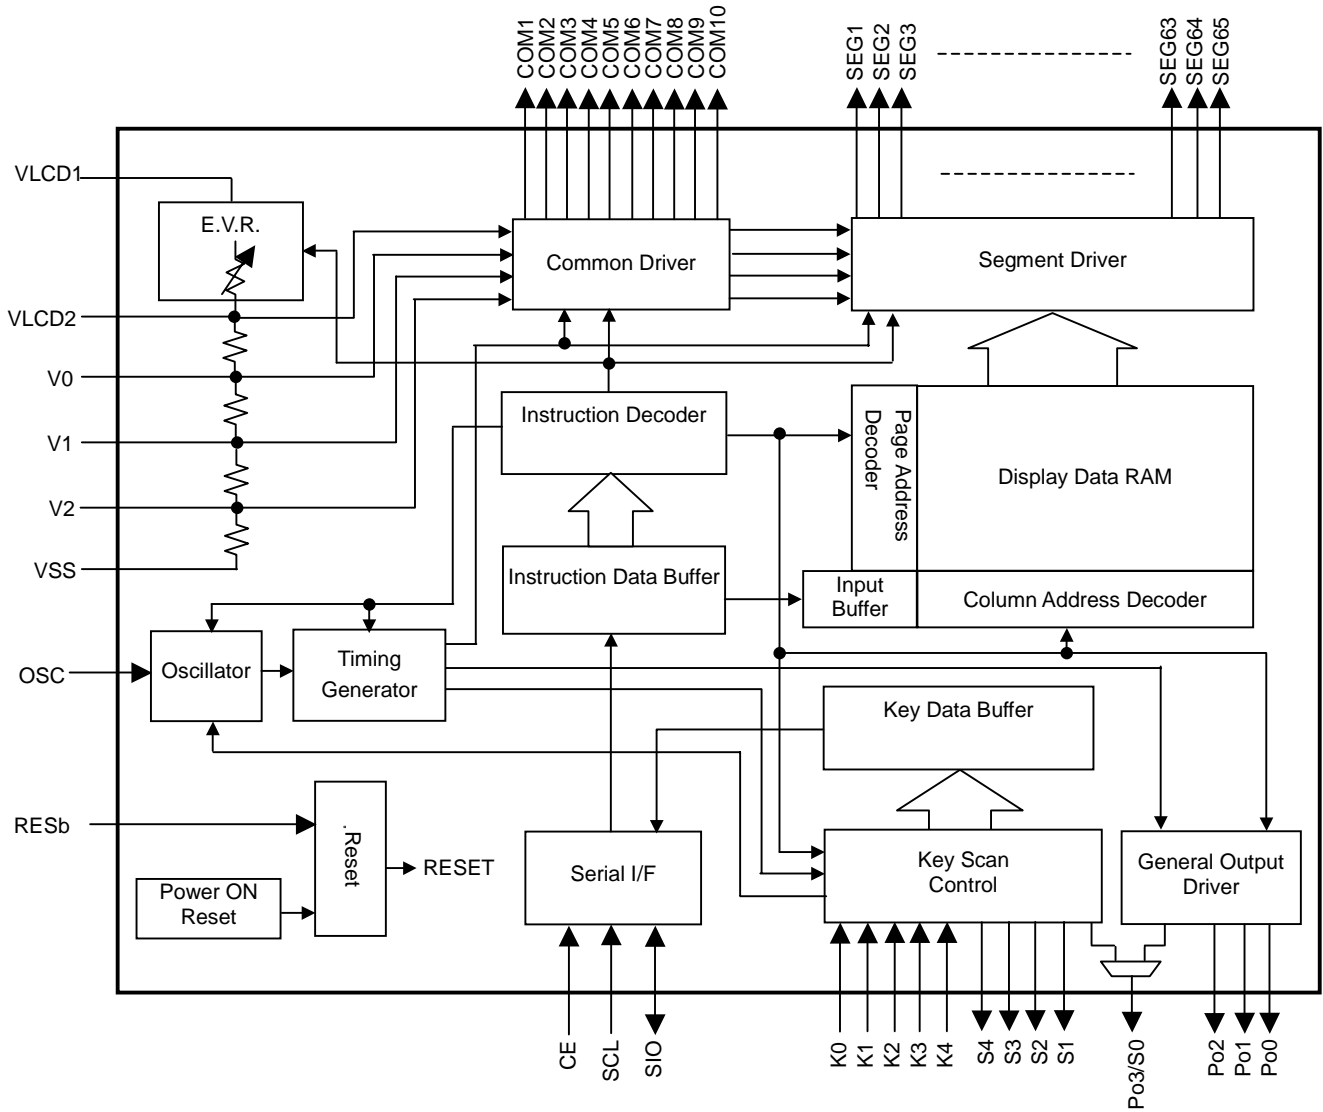 COM1
COM2
COM3
COM4
COM5
COM6
COM7
COM8
COM9
COM10
SEG1
SEG2
SEG3
SEG63
SEG64
SEG65
VLCD1
E.V.R.
Common Driver
Segment Driver
VLCD2
V0
V1
V2
VSS
Instruction Decoder
Page Address
Decoder
Display Data RAM
Instruction Data Buffer
Input
Buffer
Column Address Decoder
OSC
Oscillator
Timing
Generator
Key Data Buffer
RESb
.Reset
RESET
Power ON
Reset
Serial I/F
Key Scan
Control
General Output
Driver
CE
SCL
SIO
K0
K1
K2
K3
K4
S4
S3
S2
S1
Po3/S0
Po2
Po1
Po0